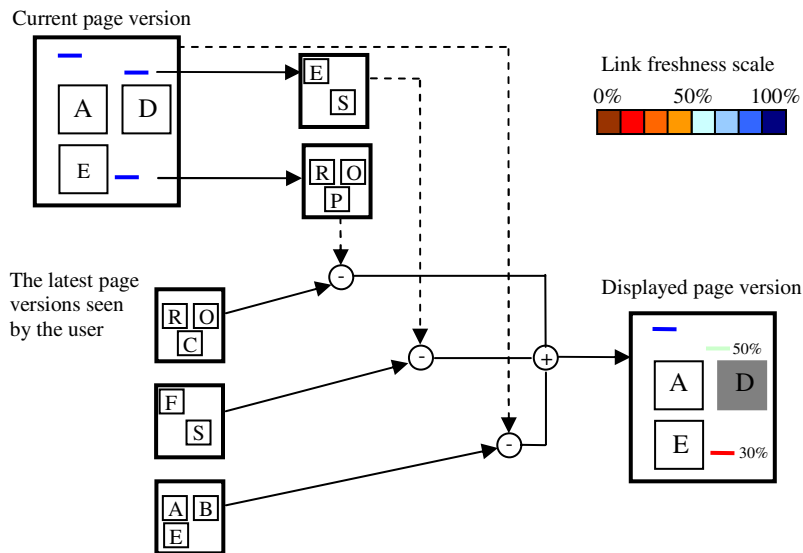 Current page version
Link freshness scale
0% 50% 100%
E
S
A D
E
R O
P
The latest page
versions seen
by the user
-
Displayed page version
R O
C
50%
-
+
A D
F
S
-
E
30%
A B
E